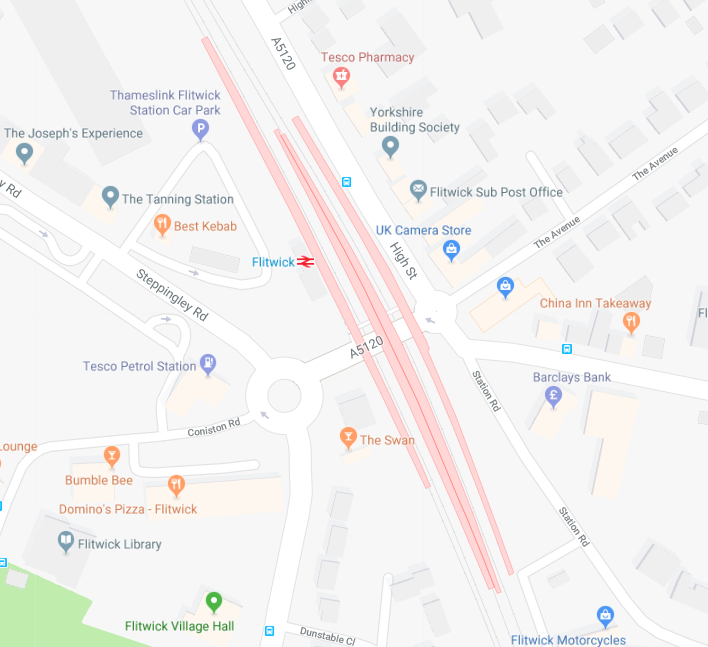 High
A5120
Tesco Pharmacy
Thameslink Flitwick
Station Car Park
P
Yorkshire
Building Society
The Joseph's Experience
The Avenue
y Rd
The Tanning Station
Flitwick Sub Post Office
Best Kebab
UK Camera Store
The Avenue
High St
Flitwick
Steppingley Rd
China Inn Takeaway
Fl
A5120
Tesco Petrol Station
Barclays Bank
£
Station Rd
Coniston Rd
The Swan
Lounge
Bumble Bee
Domino's Pizza - Flitwick
Station Rd
Flitwick Library
Flitwick Village Hall
Dunstable Cl
Flitwick Motorcycles